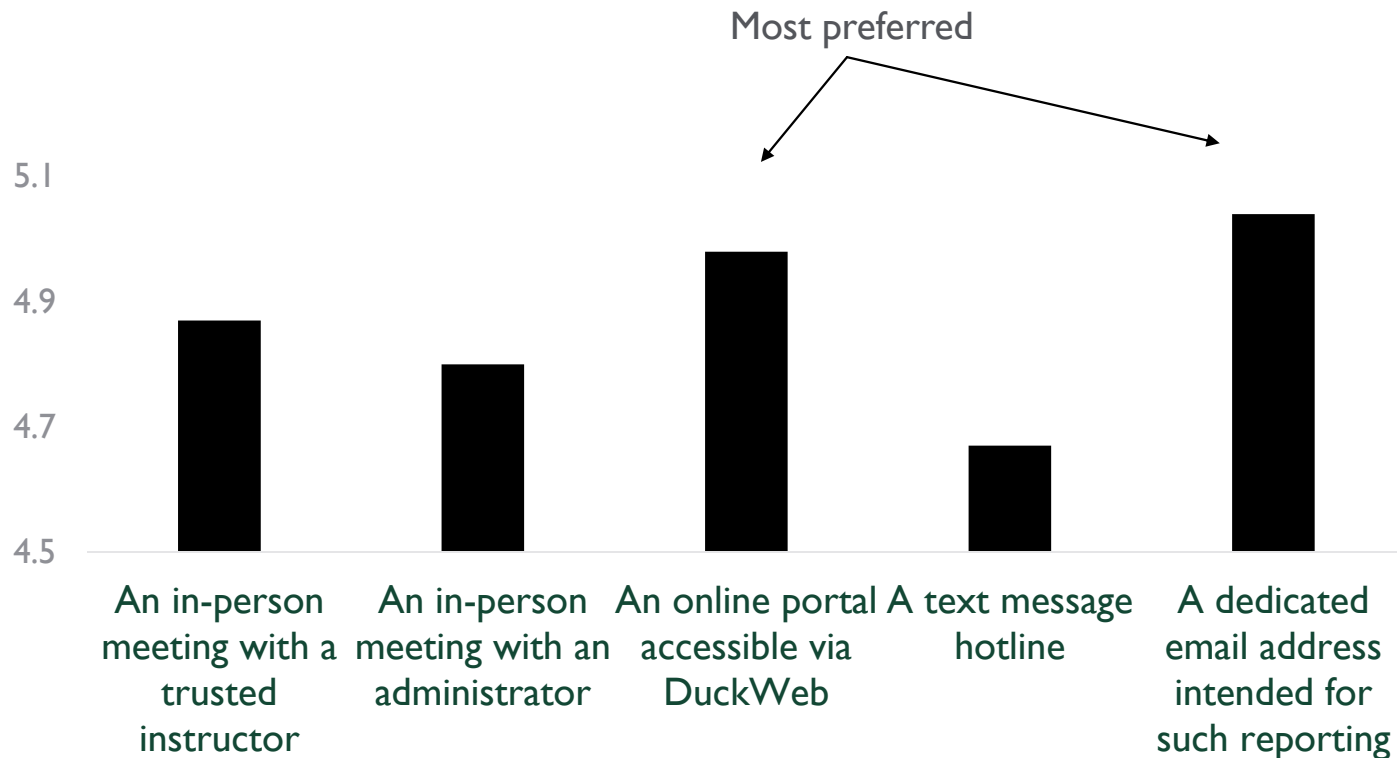 Most preferred
5.1
4.9
4.7
4.5
An in-person
meeting with a
trusted
instructor
An in-person
meeting with an
administrator
An online portal
accessible via
DuckWeb
A text message
hotline
A dedicated
email address
intended for
such reporting